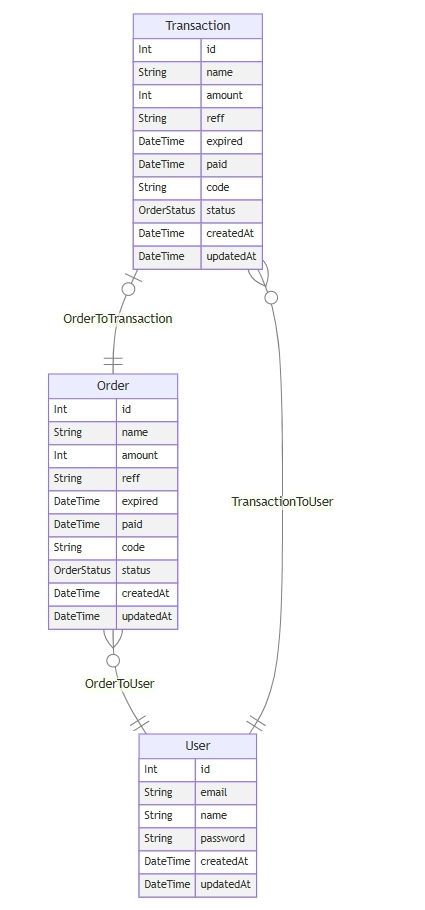 Transaction
Int id
String name
Int amount
String reff
DateTime expired
DateTime paid
String code
OrderStatus status
DateTime createdAt
DateTime updatedAt
OrderToTransaction
Order
Int id
String name
Int amount
String reff
DateTime expired
TransactionToUser
DateTime paid
String code
OrderStatus status
DateTime createdAt
DateTime updatedAt
OrderToUser
User
Int id
String email
String name
String password
DateTime createdAt
DateTime updatedAt